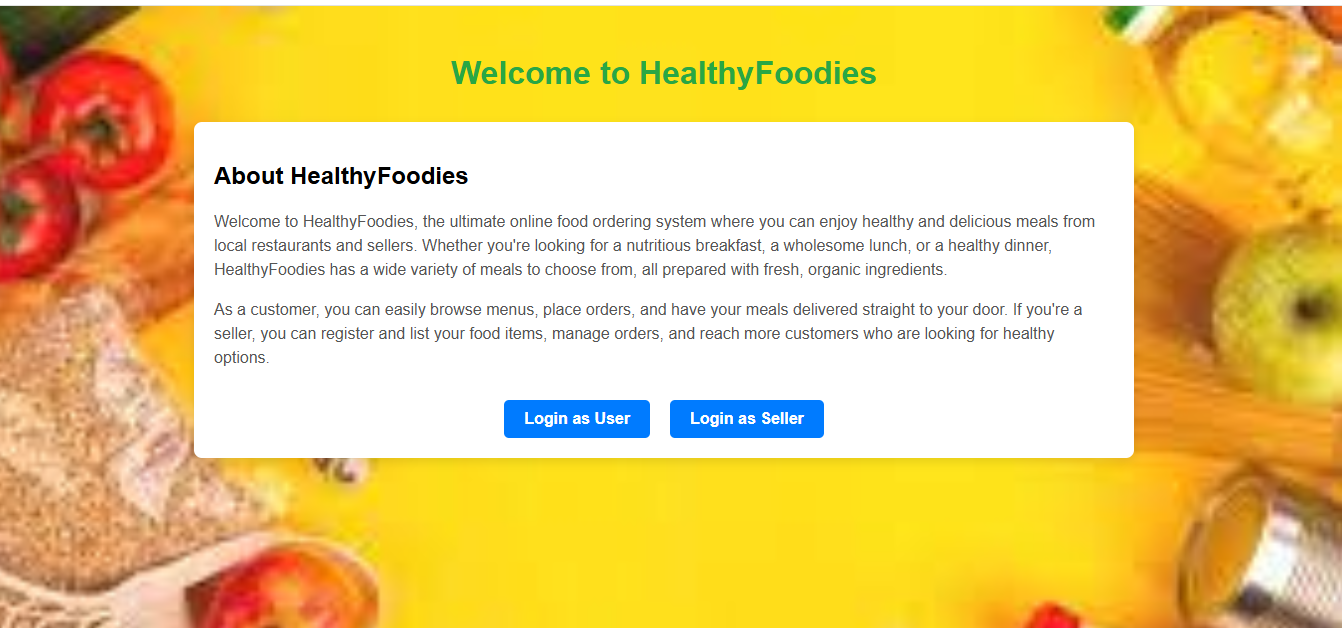 Welcome to HealthyFoodies
About HealthyFoodies
Welcome to HealthyFoodies, the ultimate online food ordering system where you can enjoy healthy and delicious meals from
local restaurants and sellers. Whether you're looking for a nutritious breakfast, a wholesome lunch, or a healthy dinner,
HealthyFoodies has a wide variety of meals to choose from, all prepared with fresh, organic ingredients.
As a customer, you can easily browse menus, place orders, and have your meals delivered straight to your door. If you're a
seller, you can register and list your food items, manage orders, and reach more customers who are looking for healthy
options.
Login as User
Login as Seller